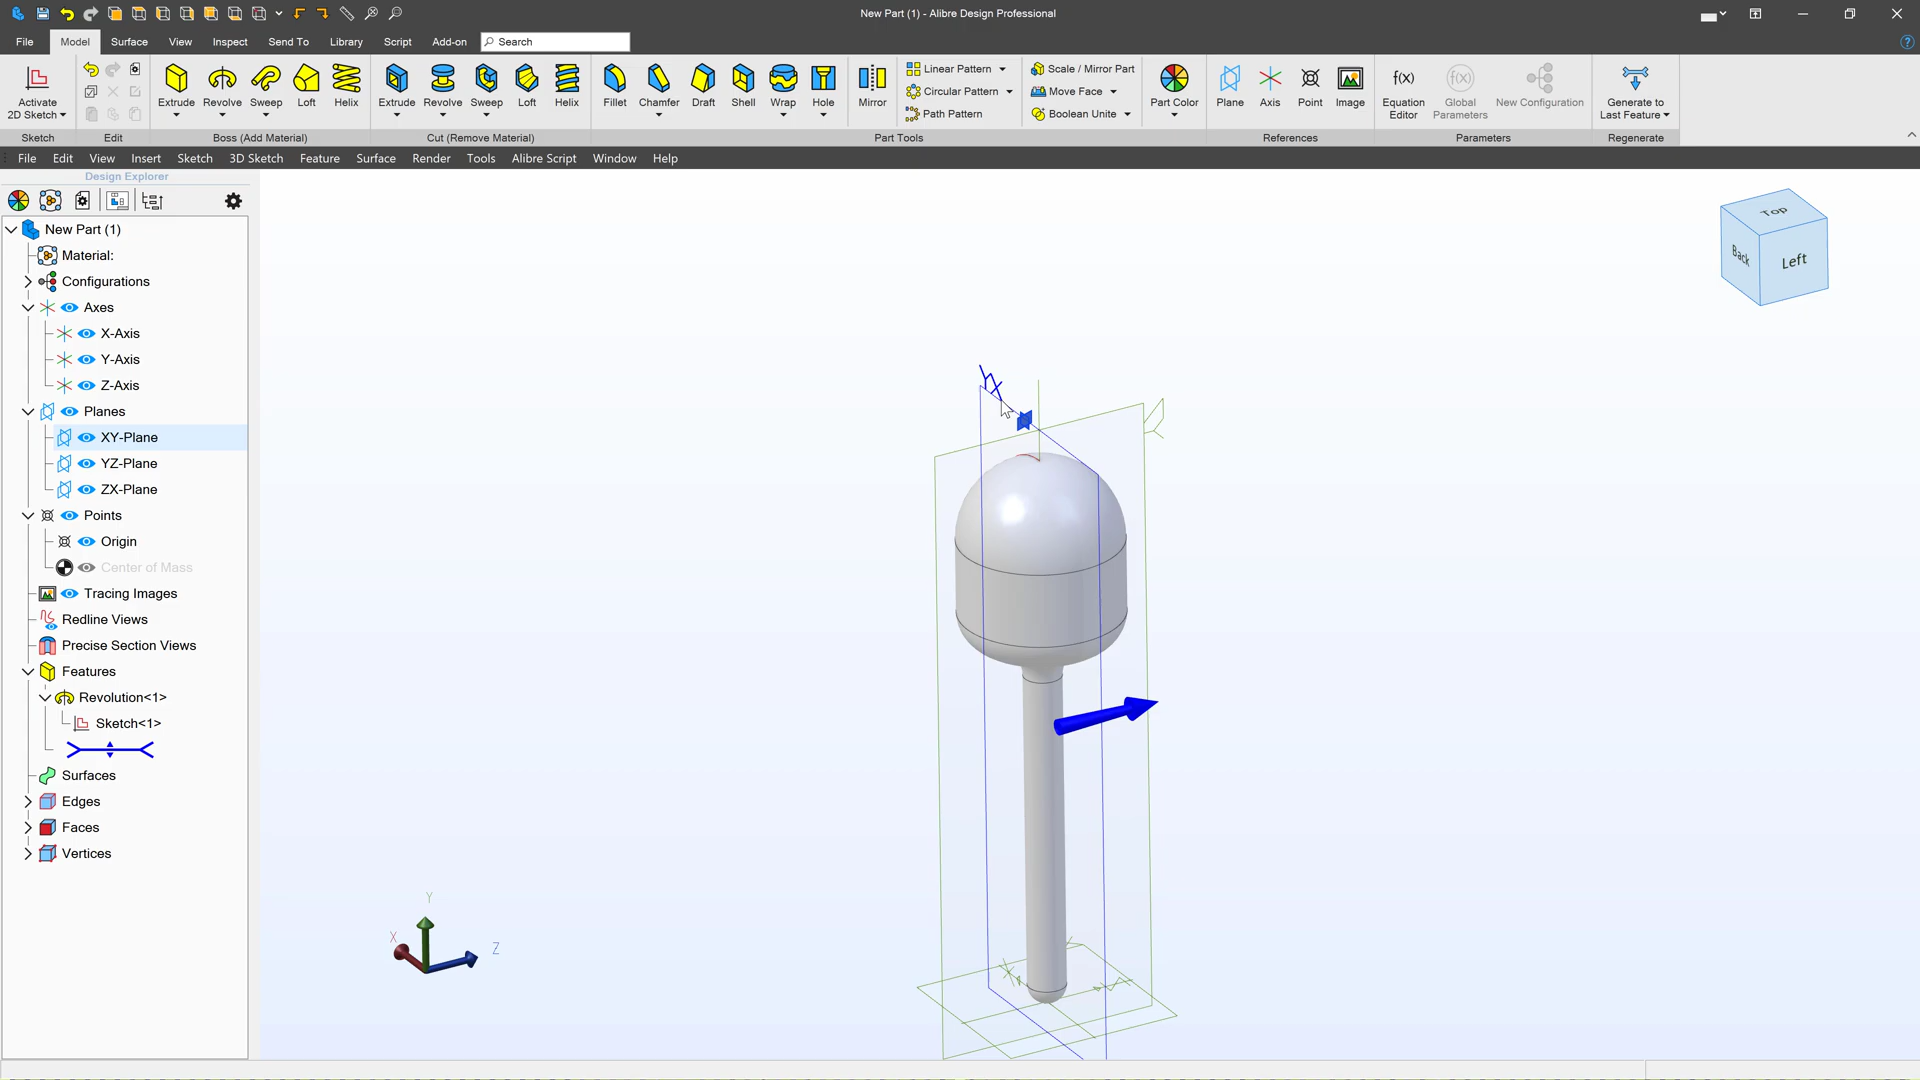 New Part (1) - Alibre Design Professional
File Model Surface View Inspect Send To Library Script Add-on Search
Activate 2D Sketch
Extrude Revolve Sweep Loft Helix
Extrude Revolve Sweep Loft Helix
Fillet Chamfer Draft Shell Wrap Hole
Mirror
Linear Pattern
Circular Pattern
Path Pattern
Scale / Mirror Part
Move Face
Boolean Unite
Part Color
Plane Axis Point Image
Equation Editor
Global Parameters
New Configuration
Generate to Last Feature
Sketch Edit Boss (Add Material) Cut (Remove Material) Part Tools References Parameters Regenerate
File Edit View Insert Sketch 3D Sketch Feature Surface Render Tools Alibre Script Window Help
Design Explorer
New Part (1)
Material:
Configurations
Axes
X-Axis
Y-Axis
Z-Axis
Planes
XY-Plane
YZ-Plane
ZX-Plane
Points
Origin
Center of Mass
Tracing Images
Redline Views
Precise Section Views
Features
Revolution<1>
Sketch<1>
Surfaces
Edges
Faces
Vertices
Top
Back
Left
Y
X
Z